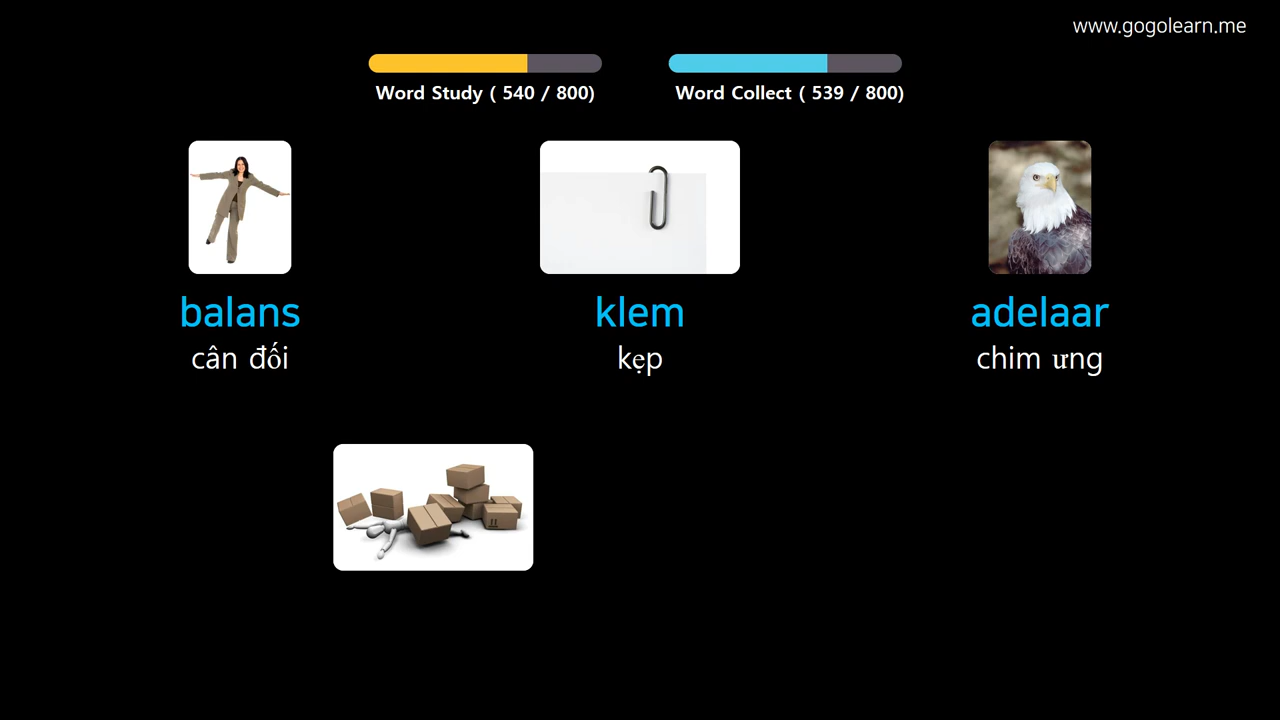 www.gogolearn.me
Word Study ( 540 / 800)
Word Collect ( 539 / 800)
balans
klem
adelaar
cân đối
kẹp
chim ưng